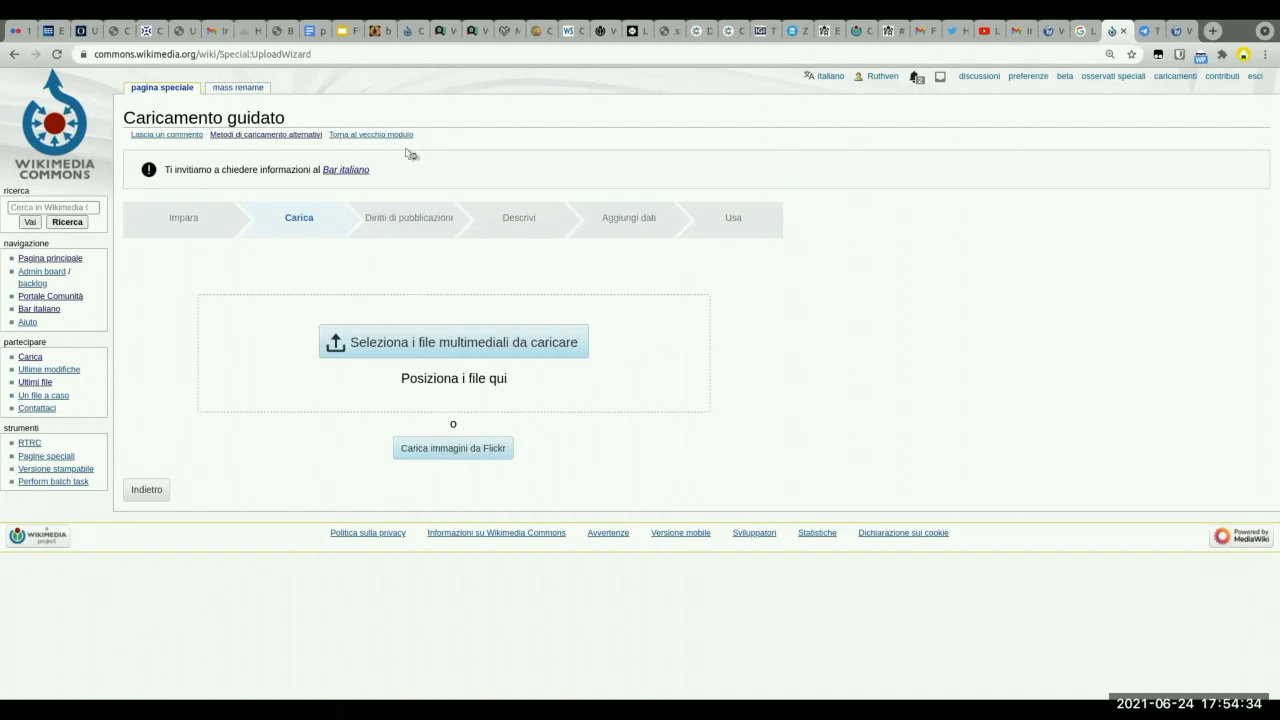 commons.wikimedia.org/wiki/Special:UploadWizard
italiano Ruthven 2 discussioni preferenze beta osservati speciali caricamenti contributi esci
pagina speciale mass rename
Caricamento guidato
Lascia un commento · Metodi di caricamento alternativi · Torna al vecchio modulo
Ti invitiamo a chiedere informazioni al Bar italiano
Impara Carica Diritti di pubblicazione Descrivi Aggiungi dati Usa
WIKIMEDIA
COMMONS
ricerca
Cerca in Wikimedia
Vai Ricerca
navigazione
Pagina principale
Admin board /
backlog
Portale Comunità
Bar italiano
Aiuto
partecipare
Carica
Ultime modifiche
Ultimi file
Un file a caso
Contattaci
strumenti
RTRC
Pagine speciali
Versione stampabile
Perform batch task
Seleziona i file multimediali da caricare
Posiziona i file qui
o
Carica immagini da Flickr
Indietro
a
WIKIMEDIA
project
Politica sulla privacy Informazioni su Wikimedia Commons Avvertenze Versione mobile Sviluppatori Statistiche Dichiarazione sui cookie
Powered by
MediaWiki
2021-06-24 17:54:34